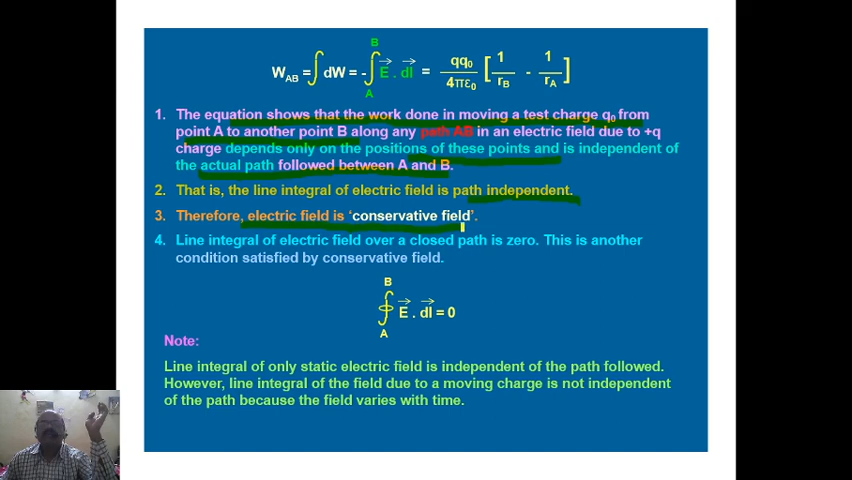 W_AB = ∫ dW = - ∫_A^B E⃗ . dl⃗ = qq₀ / 4πε₀ [ 1/r_B - 1/r_A ]
1. The equation shows that the work done in moving a test charge q₀ from
point A to another point B along any path AB in an electric field due to +q
charge depends only on the positions of these points and is independent of
the actual path followed between A and B.
2. That is, the line integral of electric field is path independent.
3. Therefore, electric field is ‘conservative field’.
4. Line integral of electric field over a closed path is zero. This is another
condition satisfied by conservative field.
∮_A^B E⃗ . dl⃗ = 0
Note:
Line integral of only static electric field is independent of the path followed.
However, line integral of the field due to a moving charge is not independent
of the path because the field varies with time.